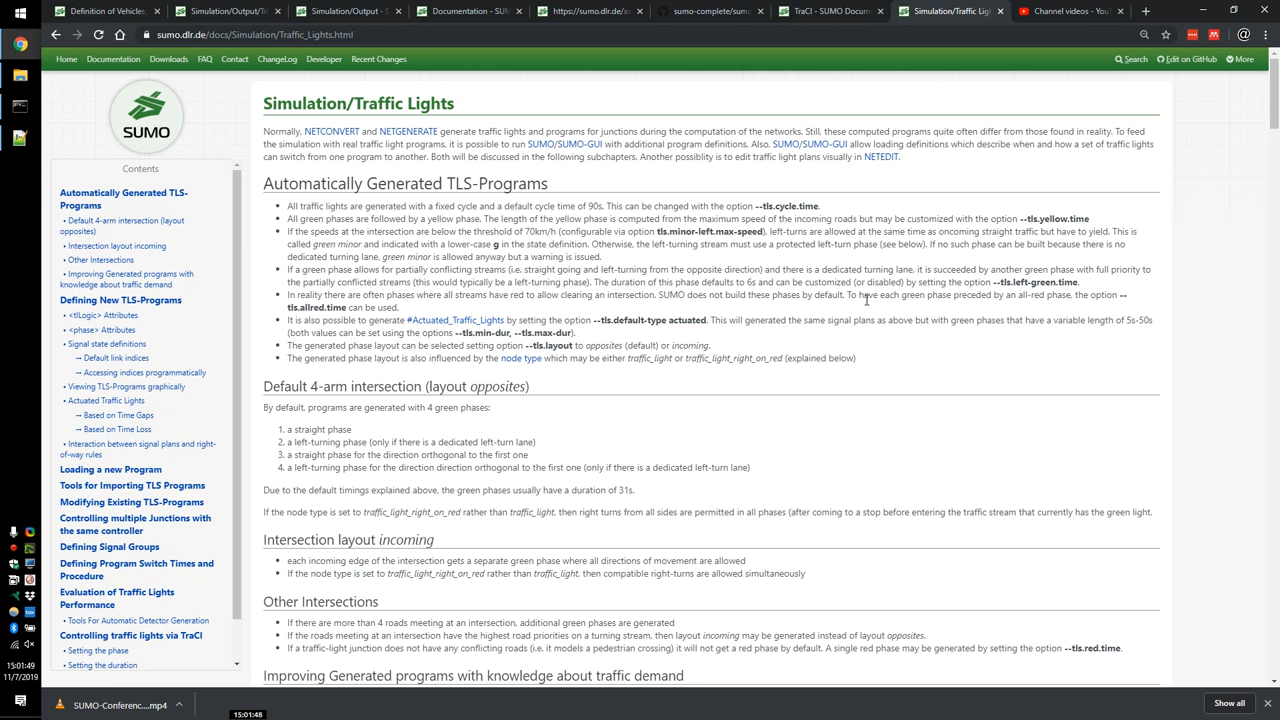 Definition of Vehicles,
Simulation/Output/Tri
Simulation/Output - S
Documentation - SUM
https://sumo.dlr.de/x
sumo-complete/sumo
TraCI - SUMO Docum
Simulation/Traffic Lig
Channel videos - You
sumo.dlr.de/docs/Simulation/Traffic_Lights.html
Home Documentation Downloads FAQ Contact ChangeLog Developer Recent Changes Search Edit on GitHub More
SUMO
Contents
Automatically Generated TLS-
Programs
• Default 4-arm intersection (layout
opposites)
• Intersection layout incoming
• Other Intersections
• Improving Generated programs with
knowledge about traffic demand
Defining New TLS-Programs
• <tlLogic> Attributes
• <phase> Attributes
• Signal state definitions
→ Default link indices
→ Accessing indices programmatically
• Viewing TLS-Programs graphically
• Actuated Traffic Lights
→ Based on Time Gaps
→ Based on Time Loss
• Interaction between signal plans and right-
of-way rules
Loading a new Program
Tools for Importing TLS Programs
Modifying Existing TLS-Programs
Controlling multiple Junctions with
the same controller
Defining Signal Groups
Defining Program Switch Times and
Procedure
Evaluation of Traffic Lights
Performance
• Tools For Automatic Detector Generation
Controlling traffic lights via TraCI
• Setting the phase
• Setting the duration
Simulation/Traffic Lights
Normally, NETCONVERT and NETGENERATE generate traffic lights and programs for junctions during the computation of the networks. Still, these computed programs quite often differ from those found in reality. To feed
the simulation with real traffic light programs, it is possible to run SUMO/SUMO-GUI with additional program definitions. Also, SUMO/SUMO-GUI allow loading definitions which describe when and how a set of traffic lights
can switch from one program to another. Both will be discussed in the following subchapters. Another possiblity is to edit traffic light plans visually in NETEDIT.
Automatically Generated TLS-Programs
• All traffic lights are generated with a fixed cycle and a default cycle time of 90s. This can be changed with the option --tls.cycle.time.
• All green phases are followed by a yellow phase. The length of the yellow phase is computed from the maximum speed of the incoming roads but may be customized with the option --tls.yellow.time
• If the speeds at the intersection are below the threshold of 70km/h (configurable via option tls.minor-left.max-speed), left-turns are allowed at the same time as oncoming straight traffic but have to yield. This is
called green minor and indicated with a lower-case g in the state definition. Otherwise, the left-turning stream must use a protected left-turn phase (see below). If no such phase can be built because there is no
dedicated turning lane, green minor is allowed anyway but a warning is issued.
• If a green phase allows for partially conflicting streams (i.e. straight going and left-turning from the opposite direction) and there is a dedicated turning lane, it is succeeded by another green phase with full priority to
the partially conflicting streams (this would typically be a left-turning phase). The duration of this phase defaults to 6s and can be customized (or disabled) by setting the option --tls.left-green.time.
• In reality there are often phases where all streams have red to allow clearing an intersection. SUMO does not build these phases by default. To have each green phase preceded by an all-red phase, the option --
tls.allred.time can be used.
• It is also possible to generate #Actuated_Traffic_Lights by setting the option --tls.default-type actuated. This will generated the same signal plans as above but with green phases that have a variable length of 5s-50s
(both values can be set using the options --tls.min-dur, --tls.max-dur).
• The generated phase layout can be selected setting option --tls.layout to opposites (default) or incoming.
• The generated phase layout is also influenced by the node type which may be either traffic_light or traffic_light_right_on_red (explained below)
Default 4-arm intersection (layout opposites)
By default, programs are generated with 4 green phases:
1. a straight phase
2. a left-turning phase (only if there is a dedicated left-turn lane)
3. a straight phase for the direction orthogonal to the first one
4. a left-turning phase for the direction direction orthogonal to the first one (only if there is a dedicated left-turn lane)
Due to the default timings explained above, the green phases usually have a duration of 31s.
If the node type is set to traffic_light_right_on_red rather than traffic_light, then right turns from all sides are permitted in all phases (after coming to a stop before entering the traffic stream that currently has the green light.
Intersection layout incoming
• each incoming edge of the intersection gets a separate green phase where all directions of movement are allowed
• If the node type is set to traffic_light_right_on_red rather than traffic_light, then compatible right-turns are allowed simultaneously
Other Intersections
• If there are more than 4 roads meeting at an intersection, additional green phases are generated
• If the roads meeting at an intersection have the highest road priorities on a turning stream, then layout incoming may be generated instead of layout opposites.
• If a traffic-light junction does not have any conflicting roads (i.e. it models a pedestrian crossing) it will not get a red phase by default. A single red phase may be generated by setting the option --tls.red.time.
Improving Generated programs with knowledge about traffic demand
15:01:49
11/7/2019
SUMO-Conferenc....mp4
Show all
15:01:48